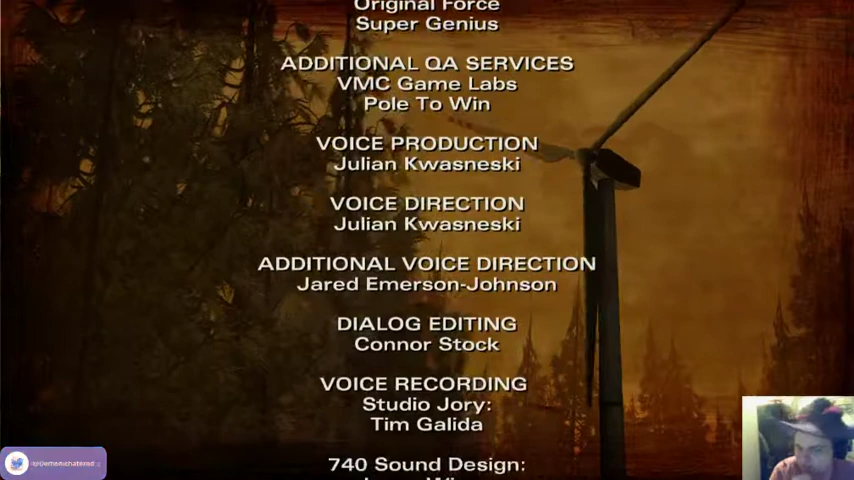 Original Force
Super Genius
ADDITIONAL QA SERVICES
VMC Game Labs
Pole To Win
VOICE PRODUCTION
Julian Kwasneski
VOICE DIRECTION
Julian Kwasneski
ADDITIONAL VOICE DIRECTION
Jared Emerson-Johnson
DIALOG EDITING
Connor Stock
VOICE RECORDING
Studio Jory:
Tim Galida
740 Sound Design: